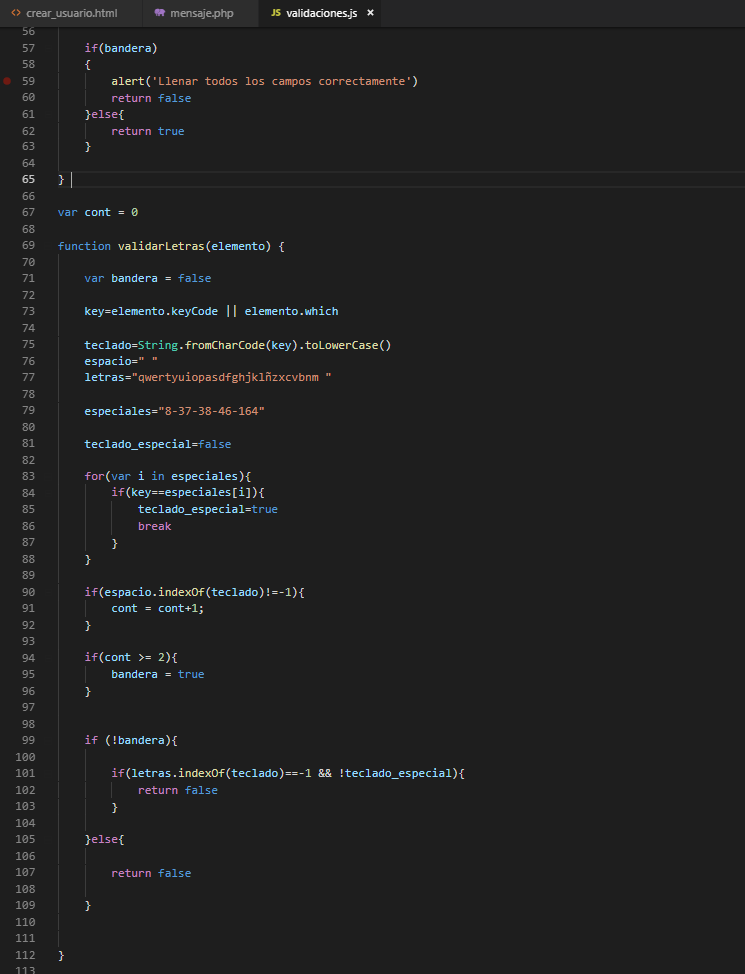 crear_usuario.html mensaje.php JS validaciones.js ×
56
57 if(bandera)
58 {
59 alert('Llenar todos los campos correctamente')
60 return false
61 }else{
62 return true
63 }
64
65 }
66
67 var cont = 0
68
69 function validarLetras(elemento) {
70
71 var bandera = false
72
73 key=elemento.keyCode || elemento.which
74
75 teclado=String.fromCharCode(key).toLowerCase()
76 espacio=" "
77 letras="qwertyuiopasdfghjklñzxcvbnm "
78
79 especiales="8-37-38-46-164"
80
81 teclado_especial=false
82
83 for(var i in especiales){
84 if(key==especiales[i]){
85 teclado_especial=true
86 break
87 }
88 }
89
90 if(espacio.indexOf(teclado)!=-1){
91 cont = cont+1;
92 }
93
94 if(cont >= 2){
95 bandera = true
96 }
97
98
99 if (!bandera){
100
101 if(letras.indexOf(teclado)==-1 && !teclado_especial){
102 return false
103 }
104
105 }else{
106
107 return false
108
109 }
110
111
112 }
113